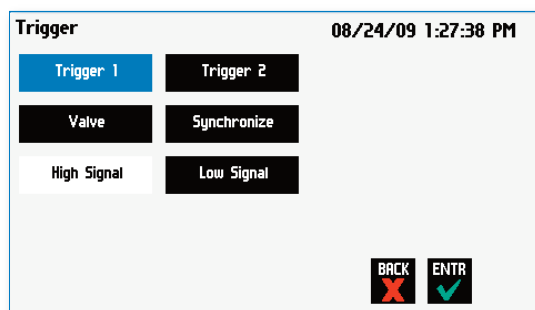 Trigger 08/24/09 1:27:38 PM
Trigger 1 Trigger 2
Valve Synchronize
High Signal Low Signal
BACK ENTR